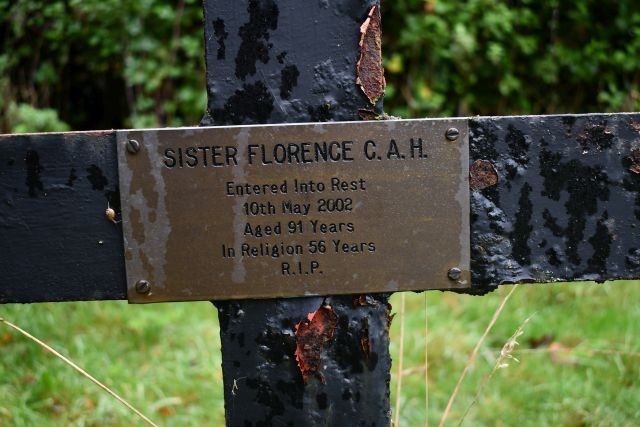 SISTER FLORENCE C.A.H.
Entered Into Rest
10th May 2002
Aged 91 Years
In Religion 56 Years
R.I.P.